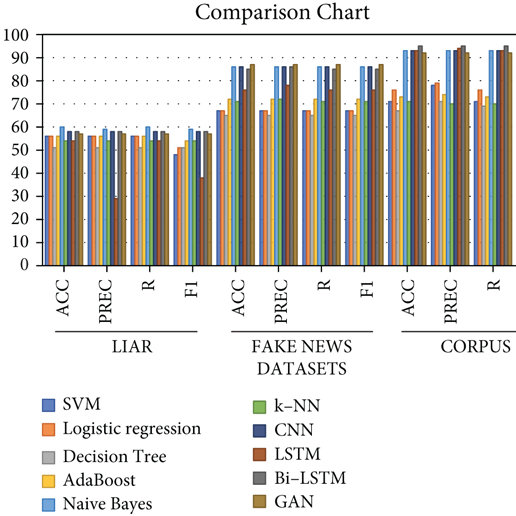 Comparison Chart
100
90
80
70
60
50
40
30
20
10
0
ACC
PREC
R
F1
ACC
PREC
R
F1
ACC
PREC
R
LIAR
FAKE NEWS
DATASETS
CORPUS
SVM
Logistic regression
Decision Tree
AdaBoost
Naive Bayes
k–NN
CNN
LSTM
Bi–LSTM
GAN